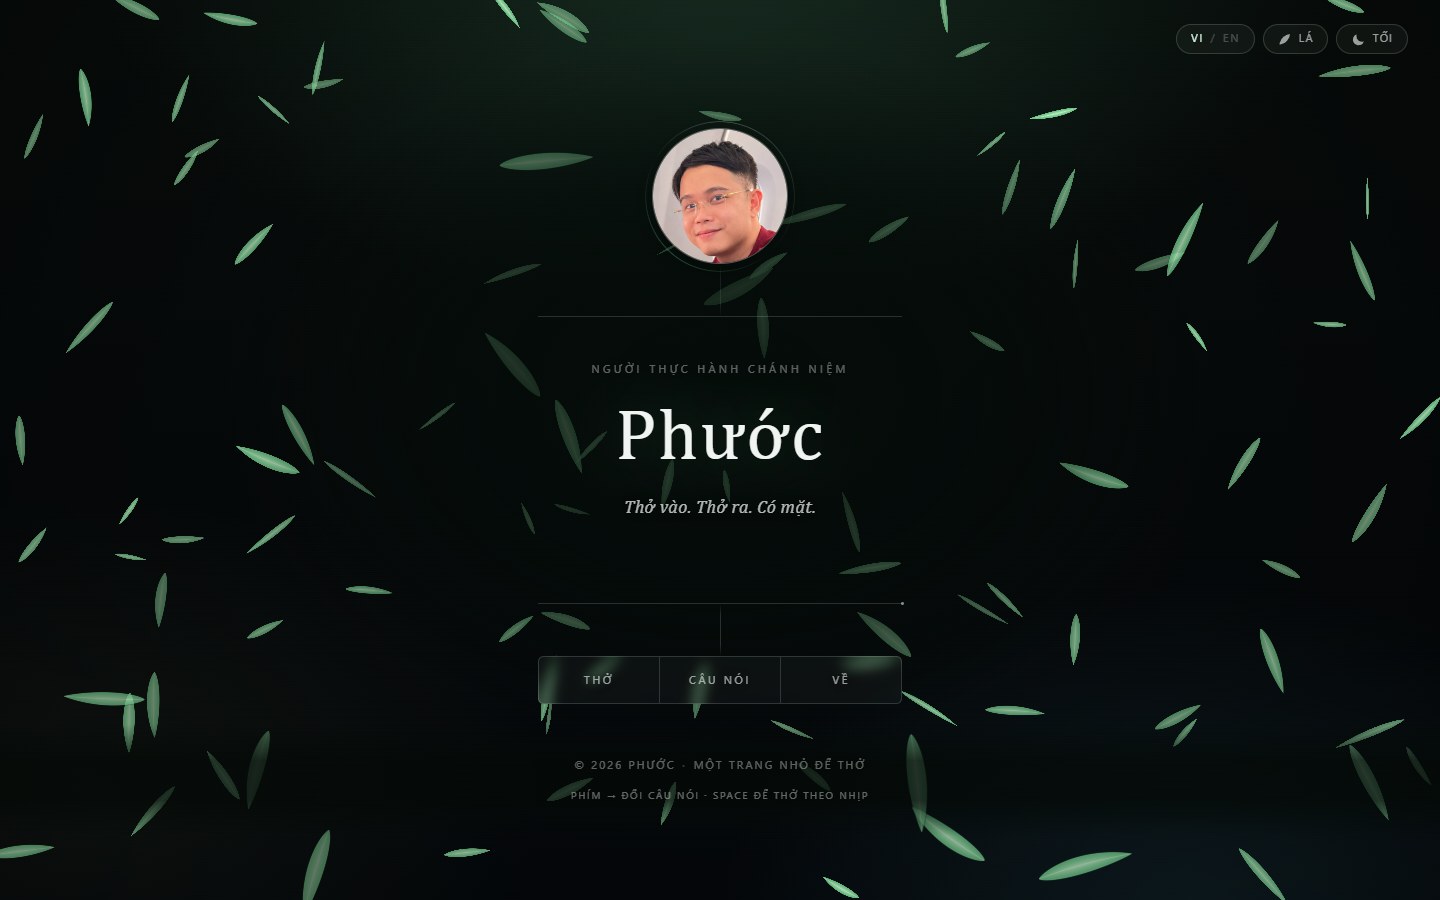 VI / EN
LÁ
TỐI
NGƯỜI THỰC HÀNH CHÁNH NIỆM
Phước
Thở vào. Thở ra. Có mặt.
THỞ
CÂU NÓI
VỀ
© 2026 PHƯỚC · MỘT TRANG NHỎ ĐỂ THỞ
PHÍM → ĐỔI CÂU NÓI · SPACE ĐỂ THỞ THEO NHỊP